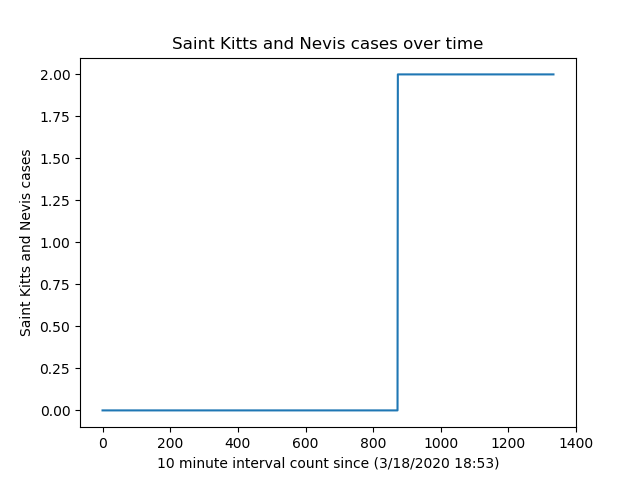 Saint Kitts and Nevis cases over time
Saint Kitts and Nevis cases
2.00
1.75
1.50
1.25
1.00
0.75
0.50
0.25
0.00
0 200 400 600 800 1000 1200 1400
10 minute interval count since (3/18/2020 18:53)